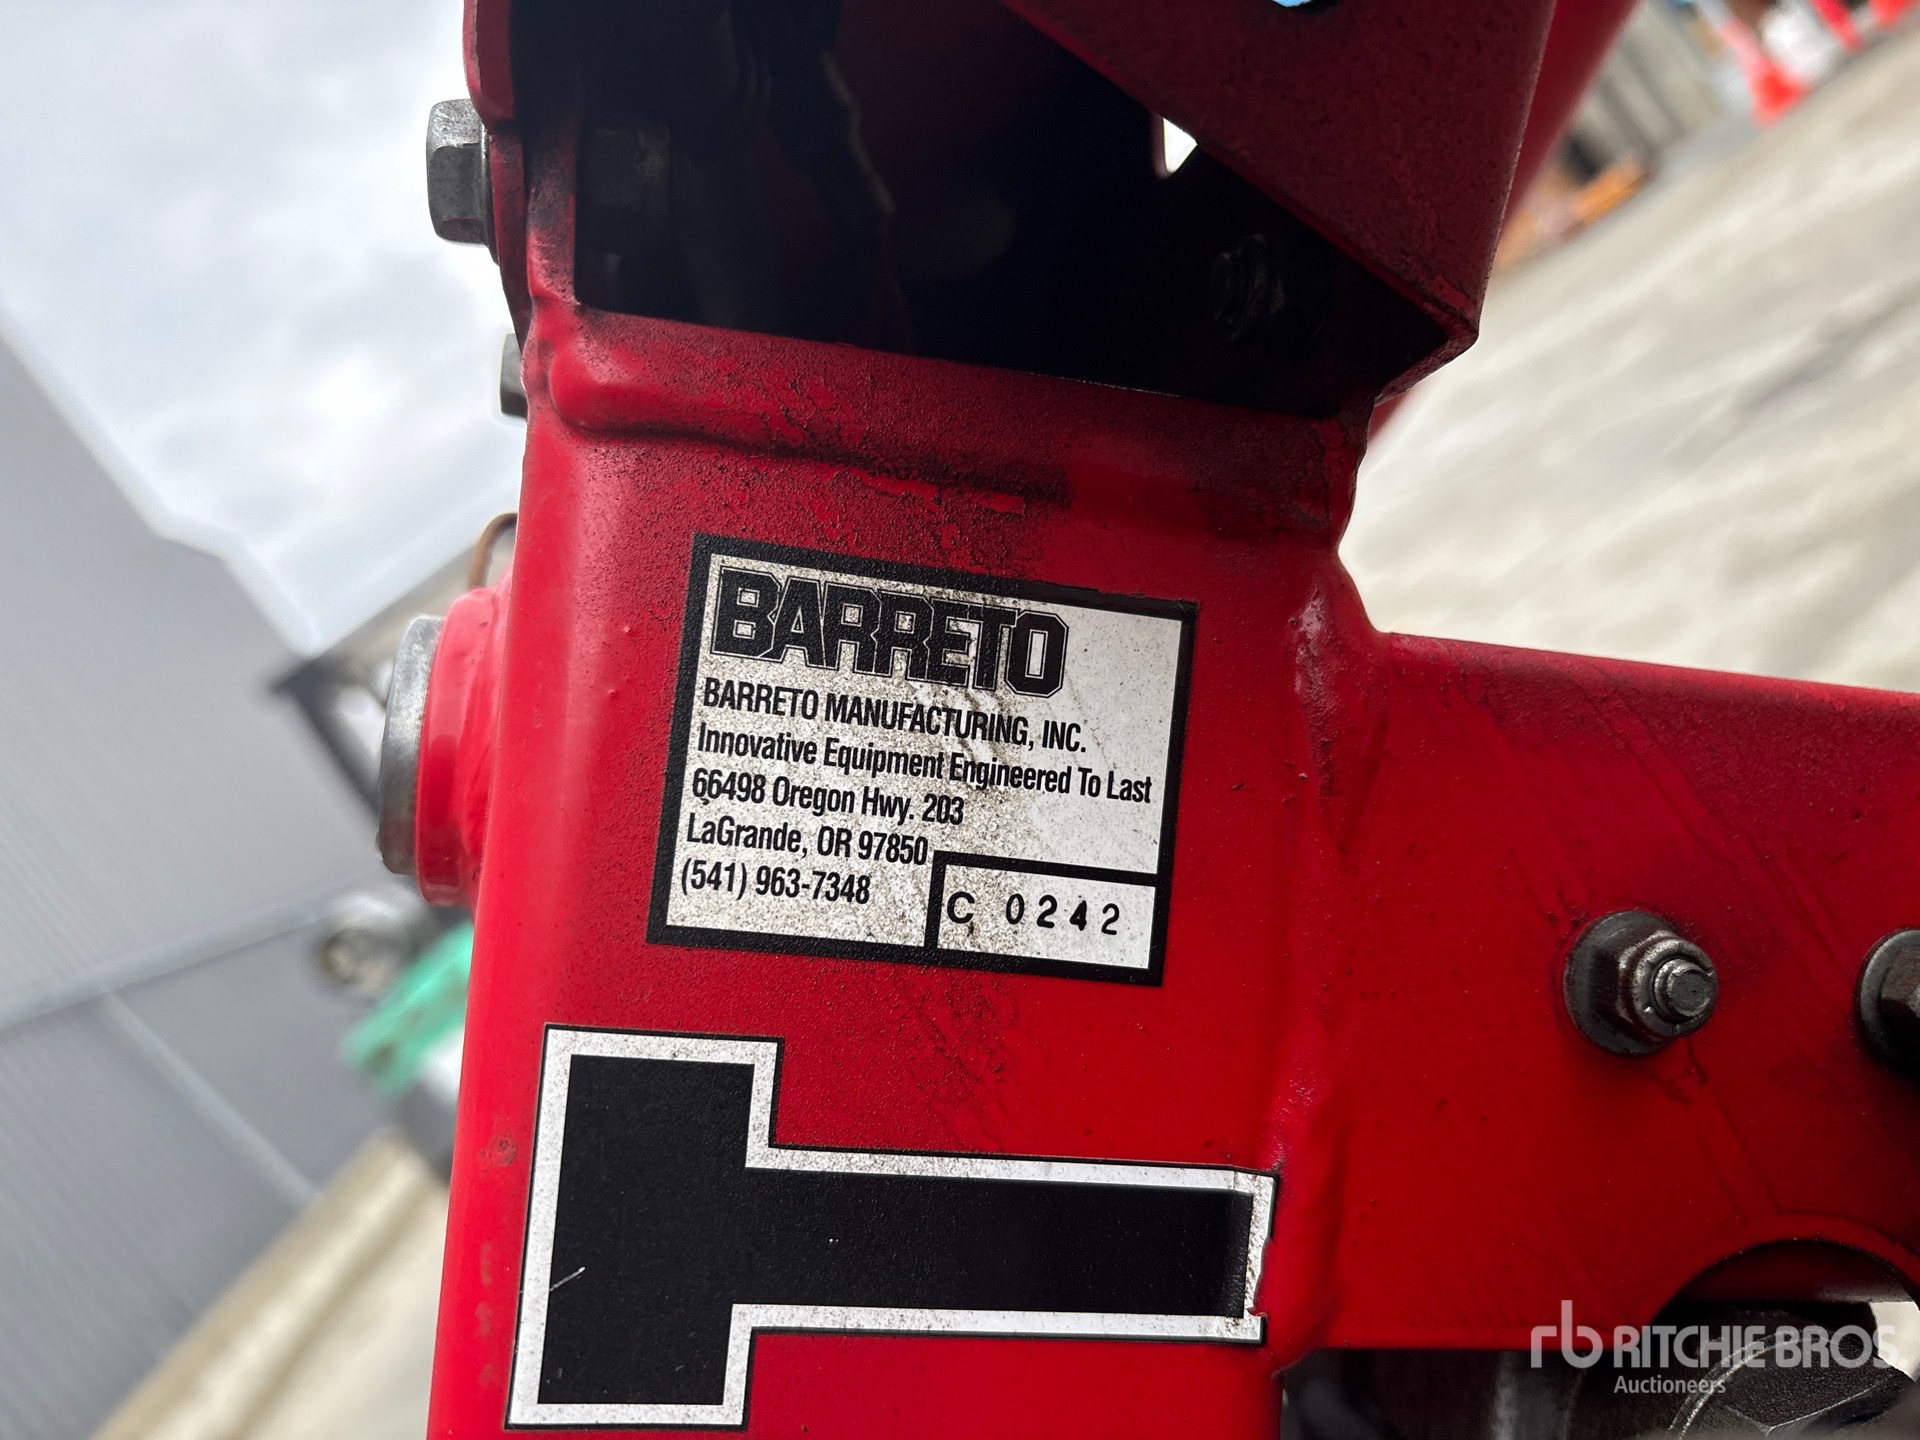 BARRETO
BARRETO MANUFACTURING, INC.
Innovative Equipment Engineered To Last
66498 Oregon Hwy. 203
LaGrande, OR 97850
(541) 963-7348
C 0242
T
rb RITCHIE BROS
Auctioneers